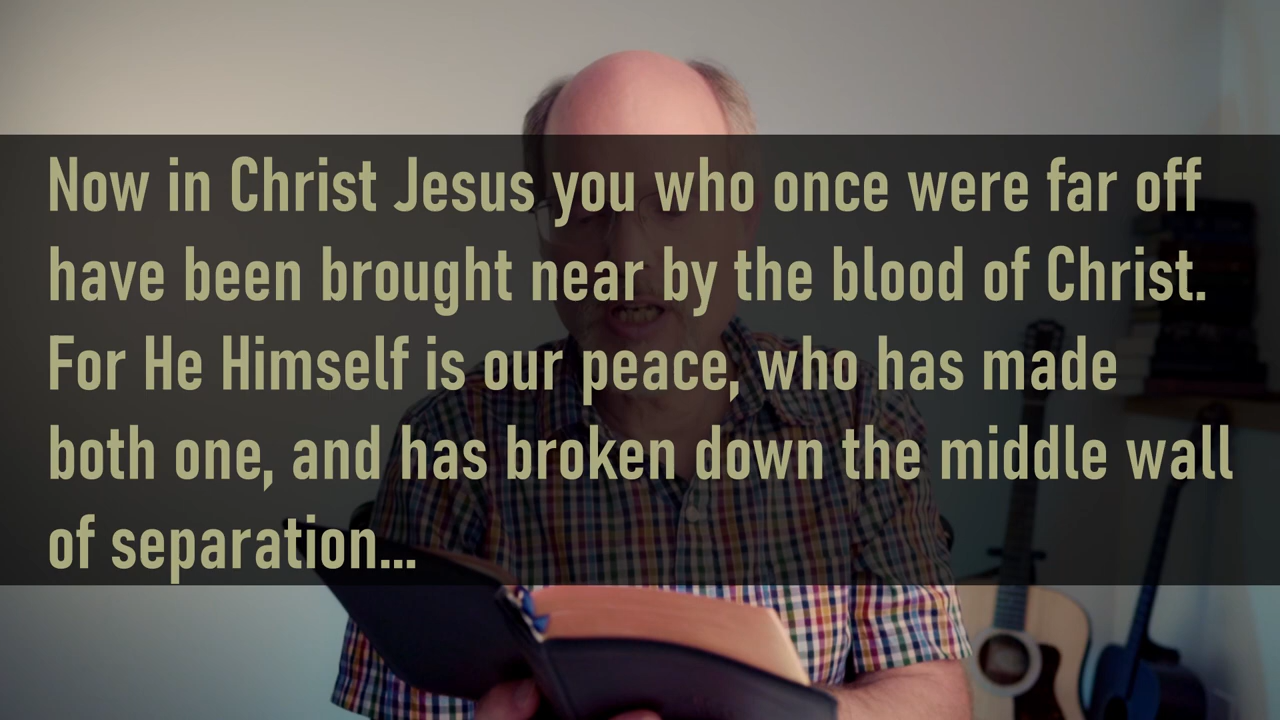 Now in Christ Jesus you who once were far off
have been brought near by the blood of Christ.
For He Himself is our peace, who has made
both one, and has broken down the middle wall
of separation...